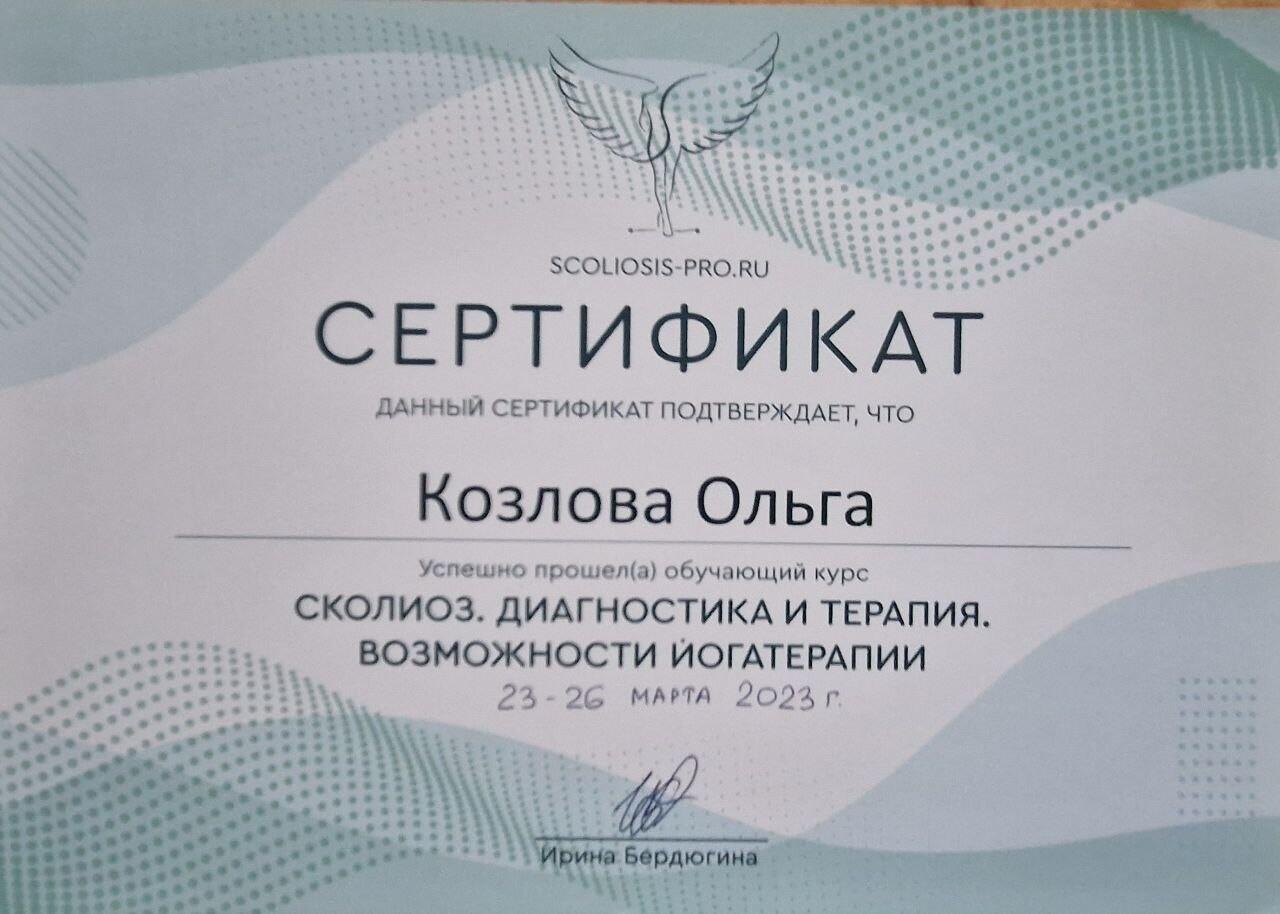 SCOLIOSIS-PRO.RU
СЕРТИФИКАТ
ДАННЫЙ СЕРТИФИКАТ ПОДТВЕРЖДАЕТ, ЧТО
Козлова Ольга
Успешно прошел(а) обучающий курс
СКОЛИОЗ. ДИАГНОСТИКА И ТЕРАПИЯ.
ВОЗМОЖНОСТИ ЙОГАТЕРАПИИ
23-26 МАРТА 2023 г.
Ирина Бердюгина